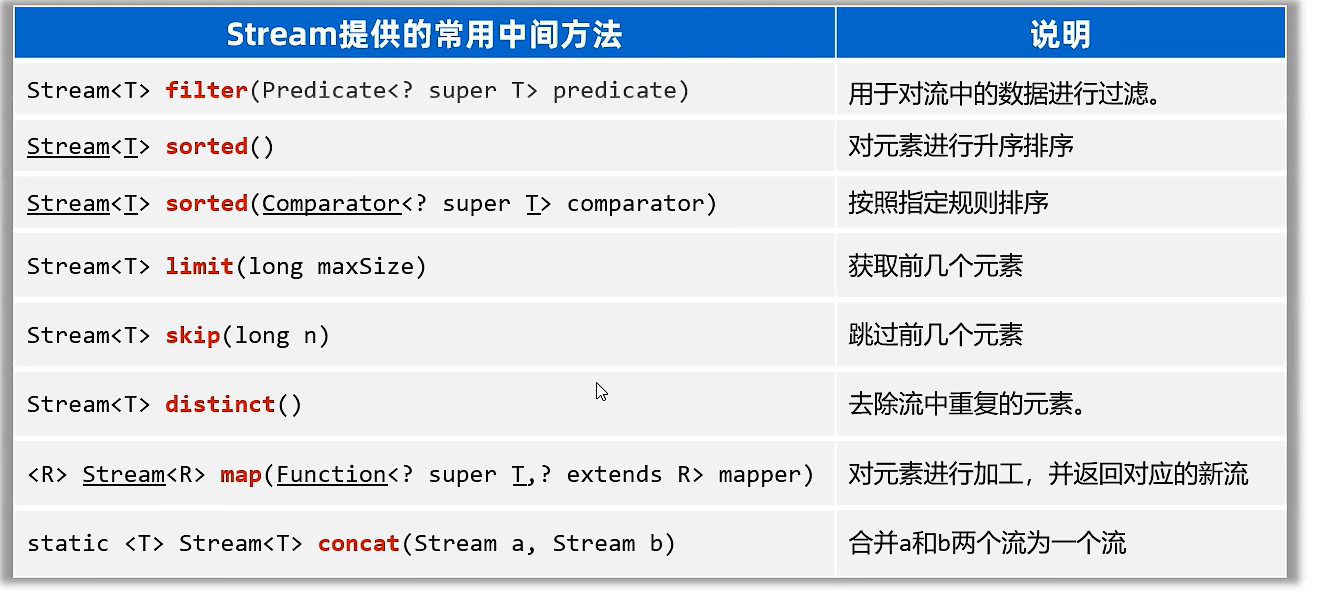 Stream提供的常用中间方法 说明
Stream<T> filter(Predicate<? super T> predicate) 用于对流中的数据进行过滤。
Stream<T> sorted() 对元素进行升序排序
Stream<T> sorted(Comparator<? super T> comparator) 按照指定规则排序
Stream<T> limit(long maxSize) 获取前几个元素
Stream<T> skip(long n) 跳过前几个元素
Stream<T> distinct() 去除流中重复的元素。
<R> Stream<R> map(Function<? super T,? extends R> mapper) 对元素进行加工，并返回对应的新流
static <T> Stream<T> concat(Stream a, Stream b) 合并a和b两个流为一个流